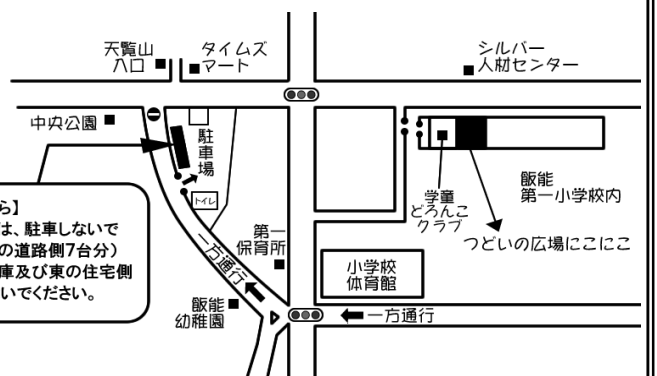 天覧山
入口
タイムズ
マート
シルバー
人材センター
中央公園
駐
車
場
トイレ
学童
どろんこ
クラブ
飯能
第一小学校内
つどいの広場にこにこ
ら】
は、駐車しないで
の道路側7台分）
庫及び東の住宅側
いでください。
一方通行
第一
保育所
小学校
体育館
飯能
幼稚園
一方通行